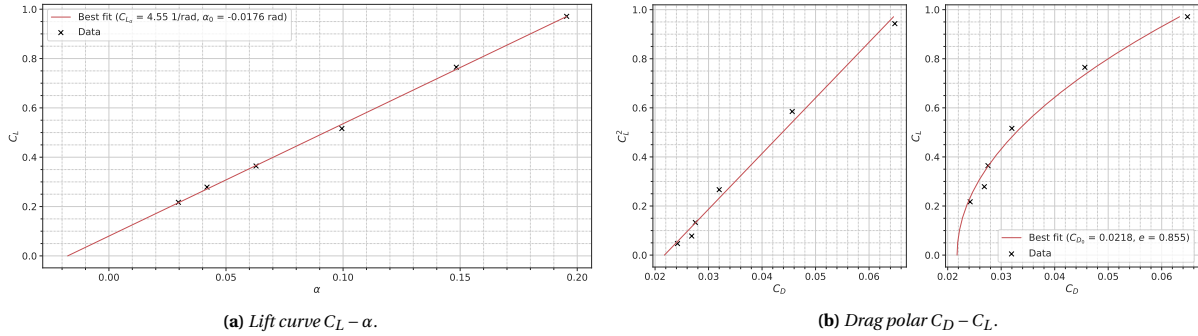 Best fit (C_{L_α} = 4.55 1/rad, α_0 = -0.0176 rad)
Data
1.0
0.8
0.6
0.4
0.2
0.0
C_L
0.00
0.05
0.10
0.15
0.20
α
(a) Lift curve C_L − α.
1.0
0.8
0.6
0.4
0.2
0.0
C_L^2
0.02
0.03
0.04
0.05
0.06
C_D
1.0
0.8
0.6
0.4
0.2
0.0
C_L
Best fit (C_{D_0} = 0.0218, e = 0.855)
Data
0.02
0.03
0.04
0.05
0.06
C_D
(b) Drag polar C_D − C_L.